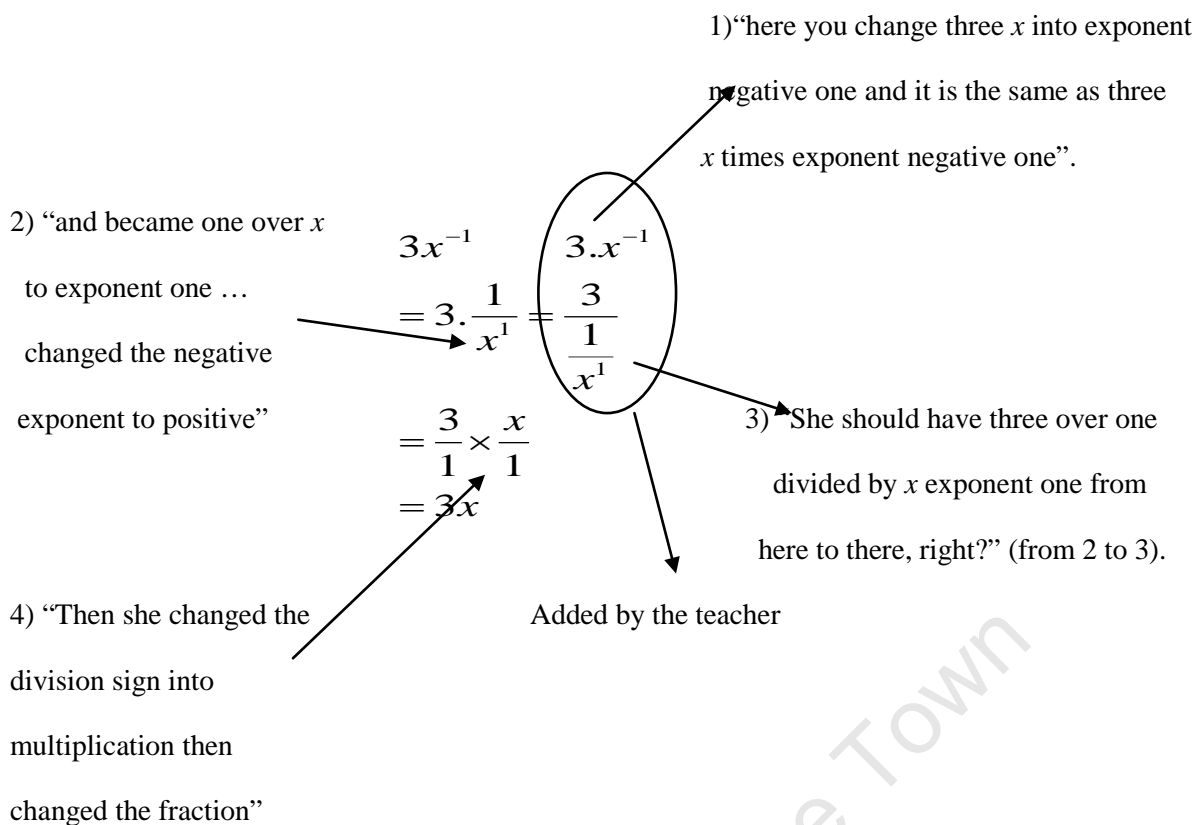 1)“here you change three x into exponent
negative one and it is the same as three
x times exponent negative one”.
2) “and became one over x
to exponent one …
changed the negative
exponent to positive”
3x⁻¹ 3.x⁻¹
= 3. 1/x¹ = 3/(1/x¹)
= 3/1 × x/1
= 3x
3) “She should have three over one
divided by x exponent one from
here to there, right?” (from 2 to 3).
4) “Then she changed the
division sign into
multiplication then
changed the fraction”
Added by the teacher
Town